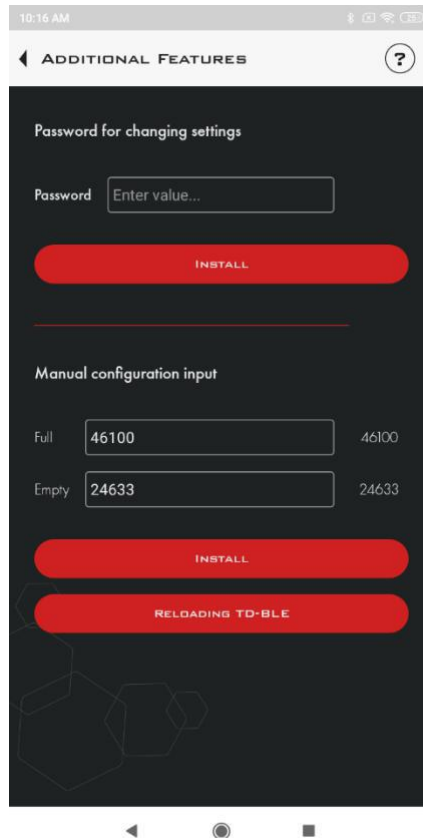 10:16 AM
ADDITIONAL FEATURES
?
Password for changing settings
Password Enter value...
INSTALL
Manual configuration input
Full 46100 46100
Empty 24633 24633
INSTALL
RELOADING TD-BLE